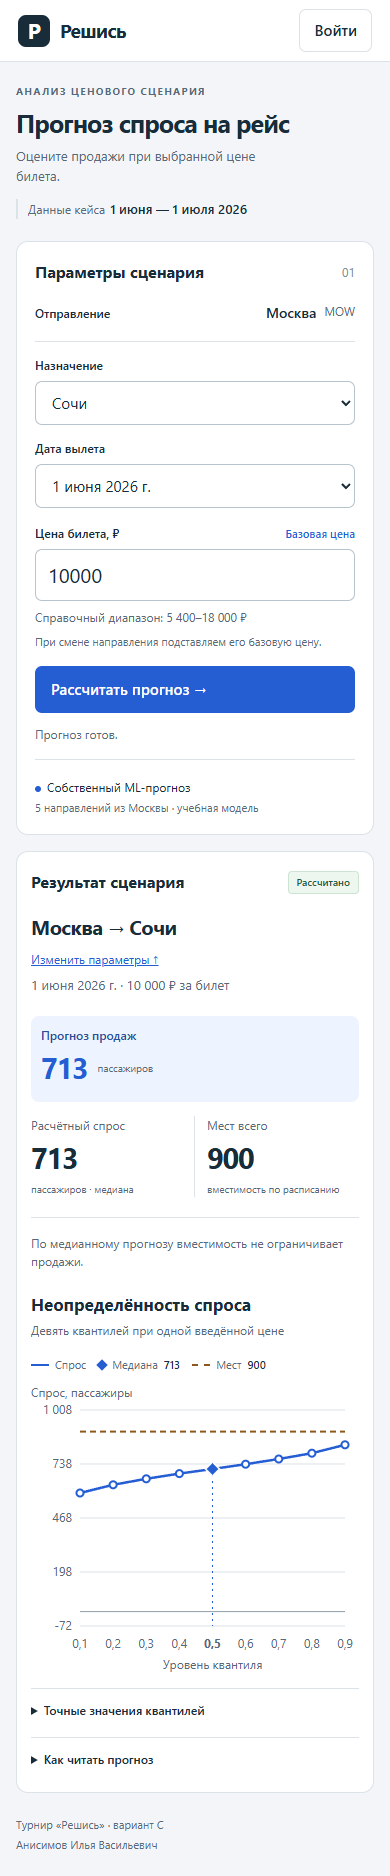 Р Решись
Войти
АНАЛИЗ ЦЕНОВОГО СЦЕНАРИЯ
Прогноз спроса на рейс
Оцените продажи при выбранной цене
билета.
Данные кейса 1 июня — 1 июля 2026
Параметры сценария 01
Отправление Москва MOW
Назначение
Сочи
Дата вылета
1 июня 2026 г.
Цена билета, ₽ Базовая цена
10000
Справочный диапазон: 5 400–18 000 ₽
При смене направления подставляем его базовую цену.
Рассчитать прогноз →
Прогноз готов.
Собственный ML-прогноз
5 направлений из Москвы · учебная модель
Результат сценария Рассчитано
Москва → Сочи
Изменить параметры ↑
1 июня 2026 г. · 10 000 ₽ за билет
Прогноз продаж
713 пассажиров
Расчётный спрос
713
пассажиров · медиана
Мест всего
900
вместимость по расписанию
По медианному прогнозу вместимость не ограничивает
продажи.
Неопределённость спроса
Девять квантилей при одной введённой цене
Спрос Медиана 713 Мест 900
Спрос, пассажиры
1 008
738
468
198
-72
0,1 0,2 0,3 0,4 0,5 0,6 0,7 0,8 0,9
Уровень квантиля
Точные значения квантилей
Как читать прогноз
Турнир «Решись» · вариант С
Анисимов Илья Васильевич